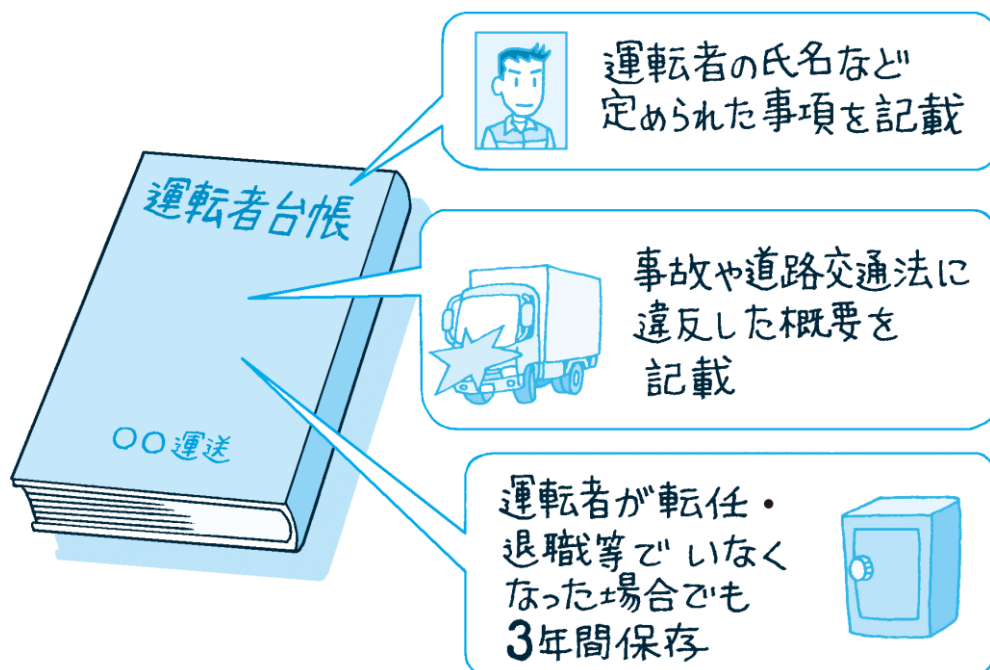 運転者の氏名など
定められた事項を記載
運転者台帳
事故や道路交通法に
違反した概要を
記載
〇〇運送
運転者が転任・
退職等でいなく
なった場合でも
3年間保存